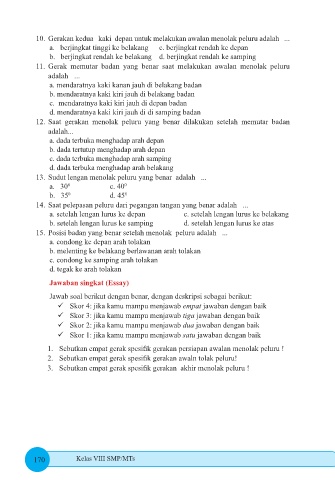 10. Gerakan kedua kaki depan untuk melakukan awalan menolak peluru adalah ...
a. berjingkat tinggi ke belakang c. berjingkat rendah ke depan
b. berjingkat rendah ke belakang d. berjingkat rendah ke samping
11. Gerak memutar badan yang benar saat melakukan awalan menolak peluru
adalah ...
a. mendaratnya kaki kanan jauh di belakang badan
b. mendaratnya kaki kiri jauh di belakang badan
c. mendaratnya kaki kiri jauh di depan badan
d. mendaratnya kaki kiri jauh di di samping badan
12. Saat gerakan menolak peluru yang benar dilakukan setelah memutar badan
adalah...
a. dada terbuka menghadap arah depan
b. dada tertutup menghadap arah depan
c. dada terbuka menghadap arah samping
d. dada terbuka menghadap arah belakang
13. Sudut lengan menolak peluru yang benar adalah ...
a. 30⁰ c. 40⁰
b. 35⁰ d. 45⁰
14. Saat pelepasan peluru dari pegangan tangan yang benar adalah ...
a. setelah lengan lurus ke depan c. setelah lengan lurus ke belakang
b. setelah lengan lurus ke samping d. setelah lengan lurus ke atas
15. Posisi badan yang benar setelah menolak peluru adalah ...
a. condong ke depan arah tolakan
b. melenting ke belakang berlawanan arah tolakan
c. condong ke samping arah tolakan
d. tegak ke arah tolakan
Jawaban singkat (Essay)
Jawab soal berikut dengan benar, dengan deskripsi sebagai berikut:
✓ Skor 4: jika kamu mampu menjawab empat jawaban dengan baik
✓ Skor 3: jika kamu mampu menjawab tiga jawaban dengan baik
✓ Skor 2: jika kamu mampu menjawab dua jawaban dengan baik
✓ Skor 1: jika kamu mampu menjawab satu jawaban dengan baik
1. Sebutkan empat gerak spesifik gerakan persiapan awalan menolak peluru !
2. Sebutkan empat gerak spesifik gerakan awaln tolak peluru!
3. Sebutkan empat gerak spesifik gerakan akhir menolak peluru !
170 Kelas VIII SMP/MTs